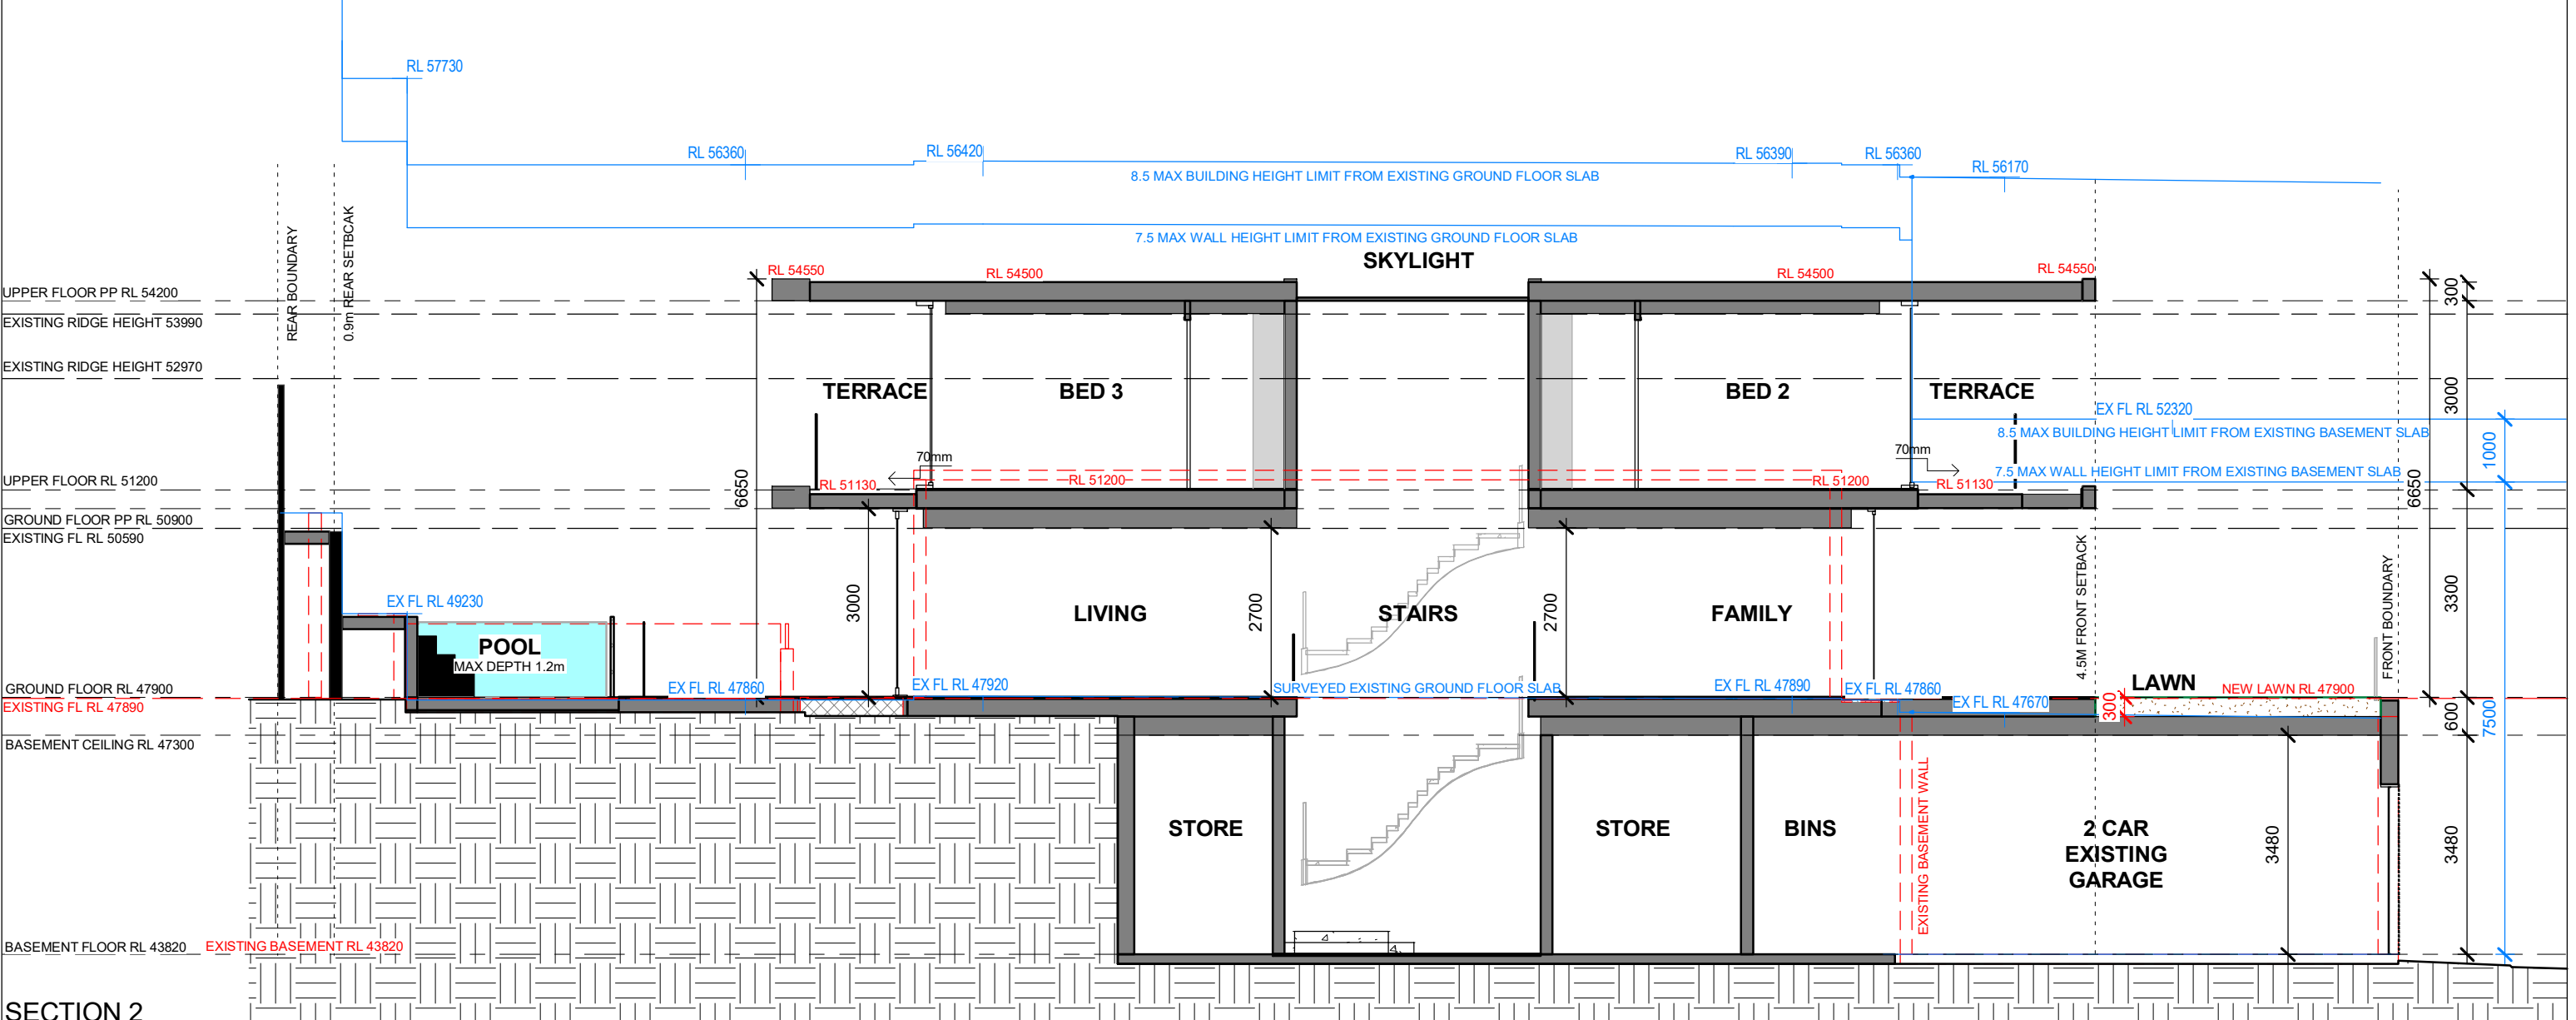 RL 57730
RL 56360
RL 56420
RL 56390
RL 56360
RL 56170
8.5 MAX BUILDING HEIGHT LIMIT FROM EXISTING GROUND FLOOR SLAB
7.5 MAX WALL HEIGHT LIMIT FROM EXISTING GROUND FLOOR SLAB
REAR BOUNDARY
0.9m REAR SETBCAK
SKYLIGHT
RL 54550
RL 54500
RL 54500
RL 54550
UPPER FLOOR PP RL 54200
300
EXISTING RIDGE HEIGHT 53990
EXISTING RIDGE HEIGHT 52970
TERRACE
BED 3
BED 2
TERRACE
3000
EX FL RL 52320
8.5 MAX BUILDING HEIGHT LIMIT FROM EXISTING BASEMENT SLAB
1000
70mm
70mm
7.5 MAX WALL HEIGHT LIMIT FROM EXISTING BASEMENT SLAB
UPPER FLOOR RL 51200
6650
RL 51130
RL 51200
RL 51200
RL 51130
6650
GROUND FLOOR PP RL 50900
EXISTING FL RL 50590
4.5M FRONT SETBACK
FRONT BOUNDARY
EX FL RL 49230
3000
LIVING
2700
STAIRS
2700
FAMILY
3300
POOL
MAX DEPTH 1.2m
GROUND FLOOR RL 47900
EX FL RL 47860
EX FL RL 47920
SURVEYED EXISTING GROUND FLOOR SLAB
EX FL RL 47890
EX FL RL 47860
LAWN
NEW LAWN RL 47900
EXISTING FL RL 47890
EX FL RL 47670
300
600
7500
BASEMENT CEILING RL 47300
EXISTING BASEMENT WALL
STORE
STORE
BINS
2 CAR
EXISTING
GARAGE
3480
3480
BASEMENT FLOOR RL 43820
EXISTING BASEMENT RL 43820
SECTION 2